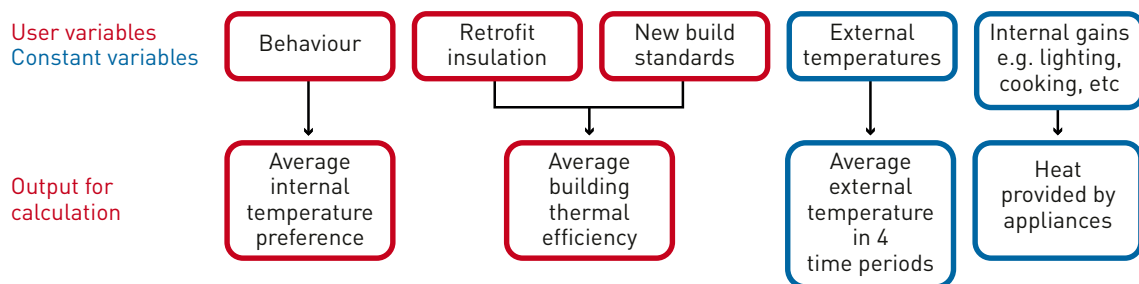 User variables
Constant variables
Behaviour
Retrofit
insulation
New build
standards
External
temperatures
Internal gains
e.g. lighting,
cooking, etc
Output for
calculation
Average
internal
temperature
preference
Average
building
thermal
efficiency
Average
external
temperature
in 4
time periods
Heat
provided by
appliances